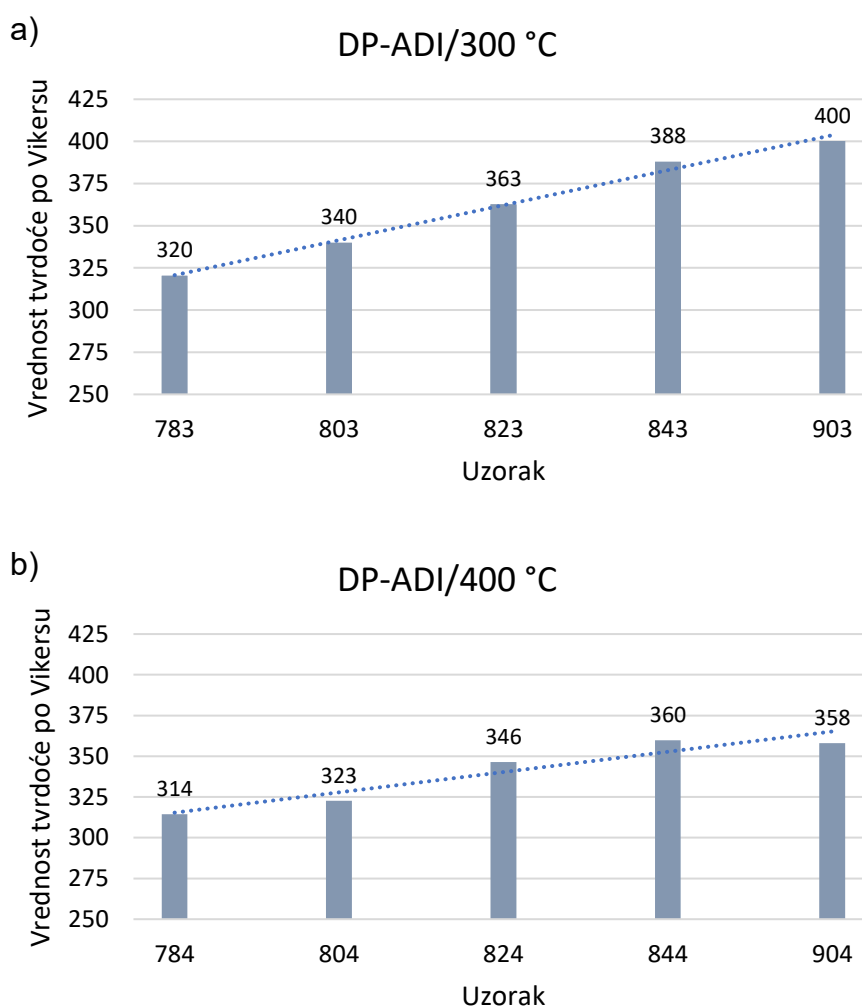 a)
DP-ADI/300 °C
Vrednost tvrdoće po Vikersu
425
400
375
350
325
300
275
250
320
340
363
388
400
783 803 823 843 903
Uzorak
b)
DP-ADI/400 °C
Vrednost tvrdoće po Vikersu
425
400
375
350
325
300
275
250
314
323
346
360
358
784 804 824 844 904
Uzorak